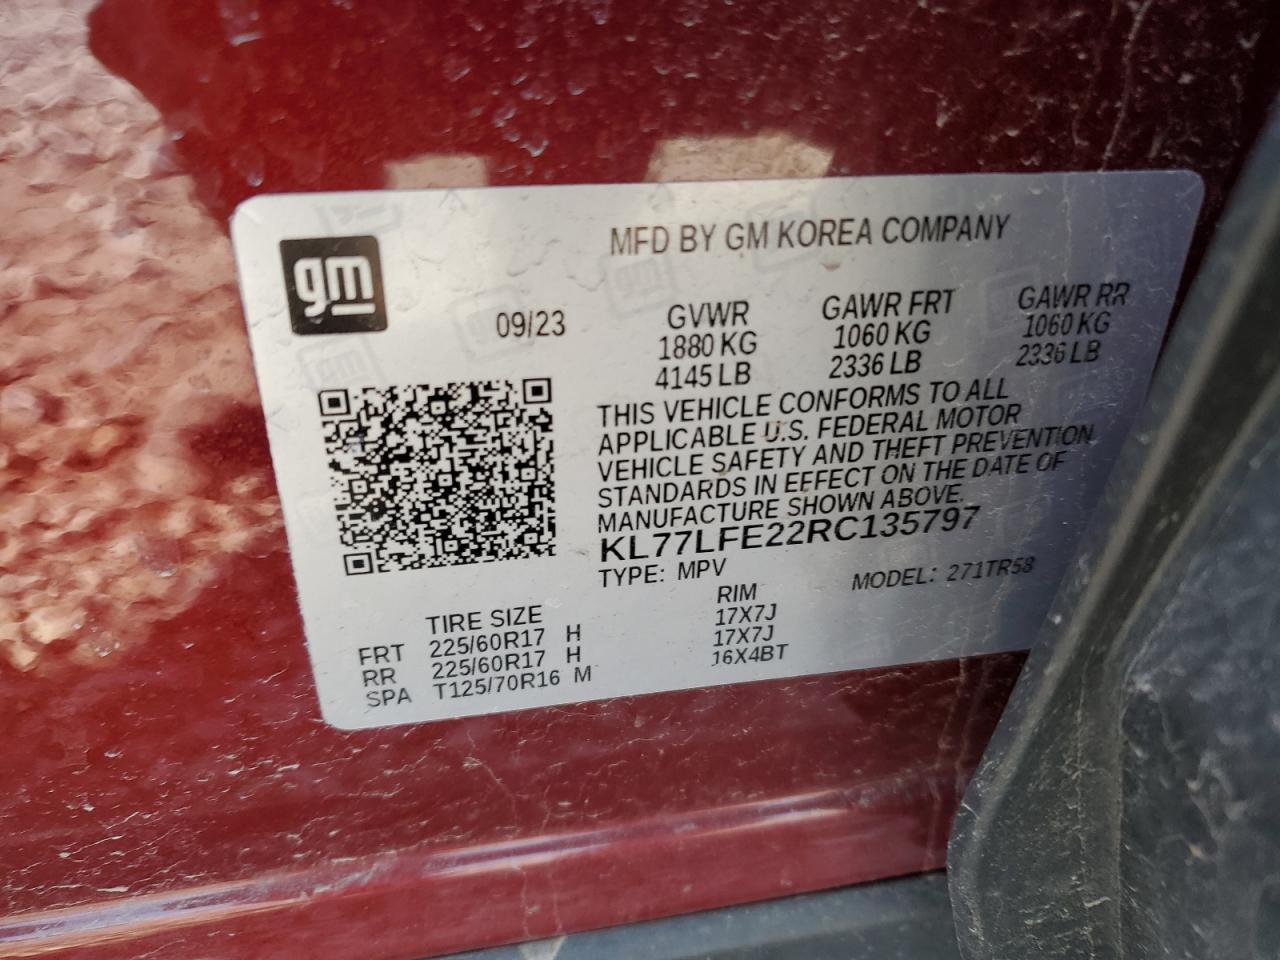 gm
MFD BY GM KOREA COMPANY
09/23
GVWR GAWR FRT GAWR RR
1880 KG 1060 KG 1060 KG
4145 LB 2336 LB 2336 LB
THIS VEHICLE CONFORMS TO ALL
APPLICABLE U.S. FEDERAL MOTOR
VEHICLE SAFETY AND THEFT PREVENTION
STANDARDS IN EFFECT ON THE DATE OF
MANUFACTURE SHOWN ABOVE.
KL77LFE22RC135797
TYPE: MPV MODEL: 271TR58
TIRE SIZE RIM
FRT 225/60R17 H 17X7J
RR 225/60R17 H 17X7J
SPA T125/70R16 M 16X4BT